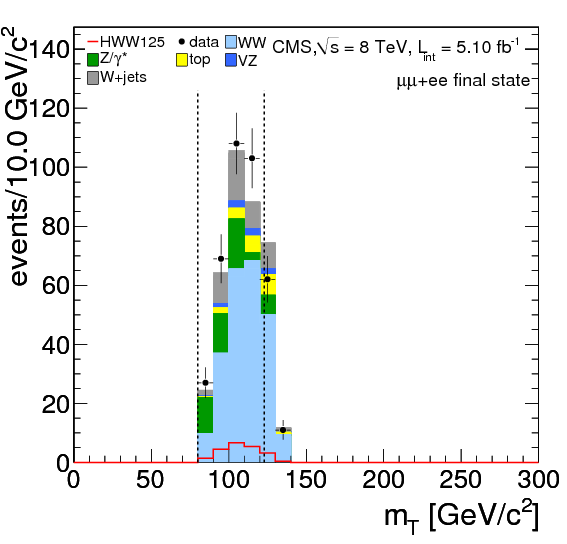 HWW125 data WW CMS,√s = 8 TeV, L_int = 5.10 fb⁻¹
Z/γ* top VZ
W+jets μμ+ee final state
events/10.0 GeV/c²
140
120
100
80
60
40
20
0
0 50 100 150 200 250 300
m_T [GeV/c²]